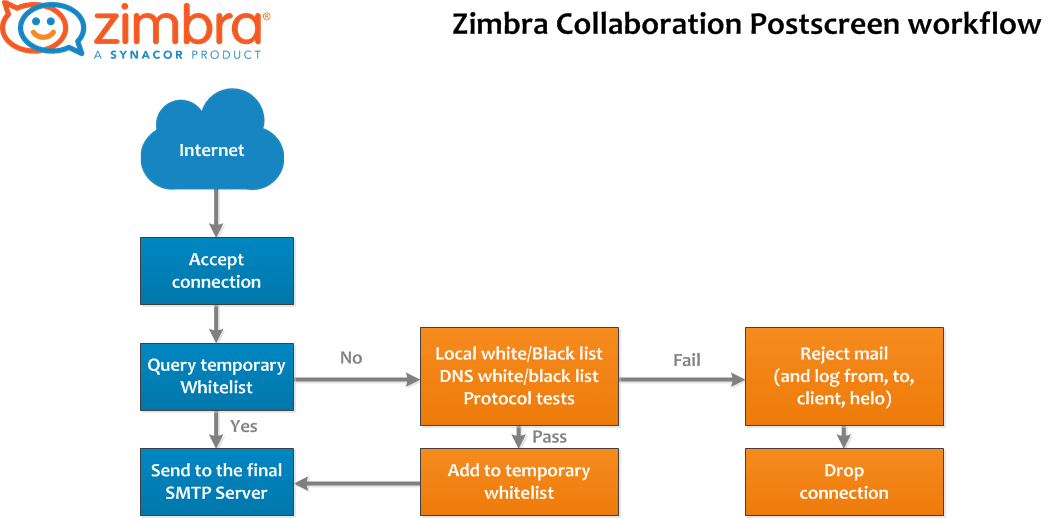 zimbra®
A SYNACOR PRODUCT
Zimbra Collaboration Postscreen workflow
Internet
Accept
connection
Query temporary
Whitelist
No
Local white/Black list
DNS white/black list
Protocol tests
Fail
Reject mail
(and log from, to,
client, helo)
Yes
Pass
Send to the final
SMTP Server
Add to temporary
whitelist
Drop
connection